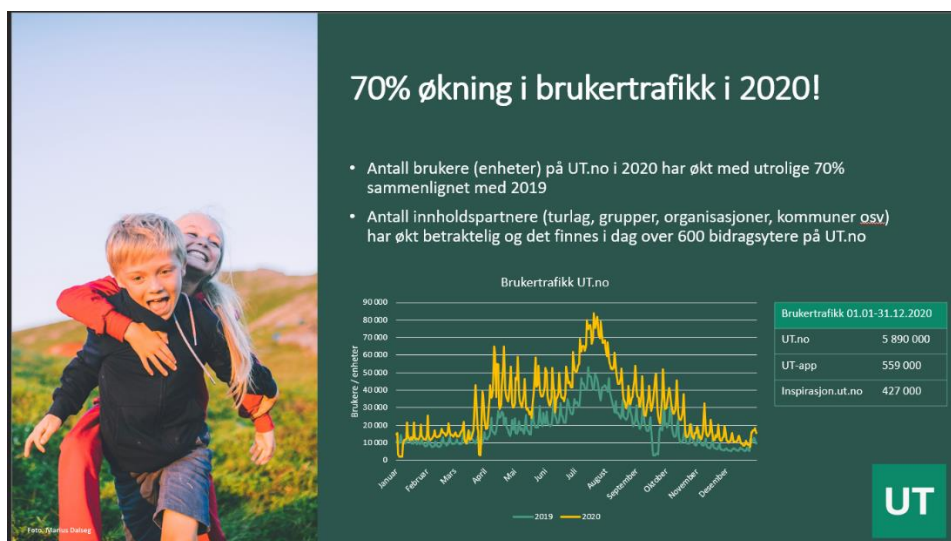 70% økning i brukertrafikk i 2020!
• Antall brukere (enheter) på UT.no i 2020 har økt med utrolige 70%
sammenlignet med 2019
• Antall innholdspartnere (turlag, grupper, organisasjoner, kommuner osv)
har økt betraktelig og det finnes i dag over 600 bidragsytere på UT.no
Brukertrafikk UT.no
Brukere / enheter
90 000
80 000
70 000
60 000
50 000
40 000
30 000
20 000
10 000
0
Januar
Februar
Mars
April
Mai
Juni
Juli
August
September
Oktober
November
Desember
2019
2020
Brukertrafikk 01.01-31.12.2020
UT.no 5 890 000
UT-app 559 000
Inspirasjon.ut.no 427 000
UT
Foto: Marius Dalseg